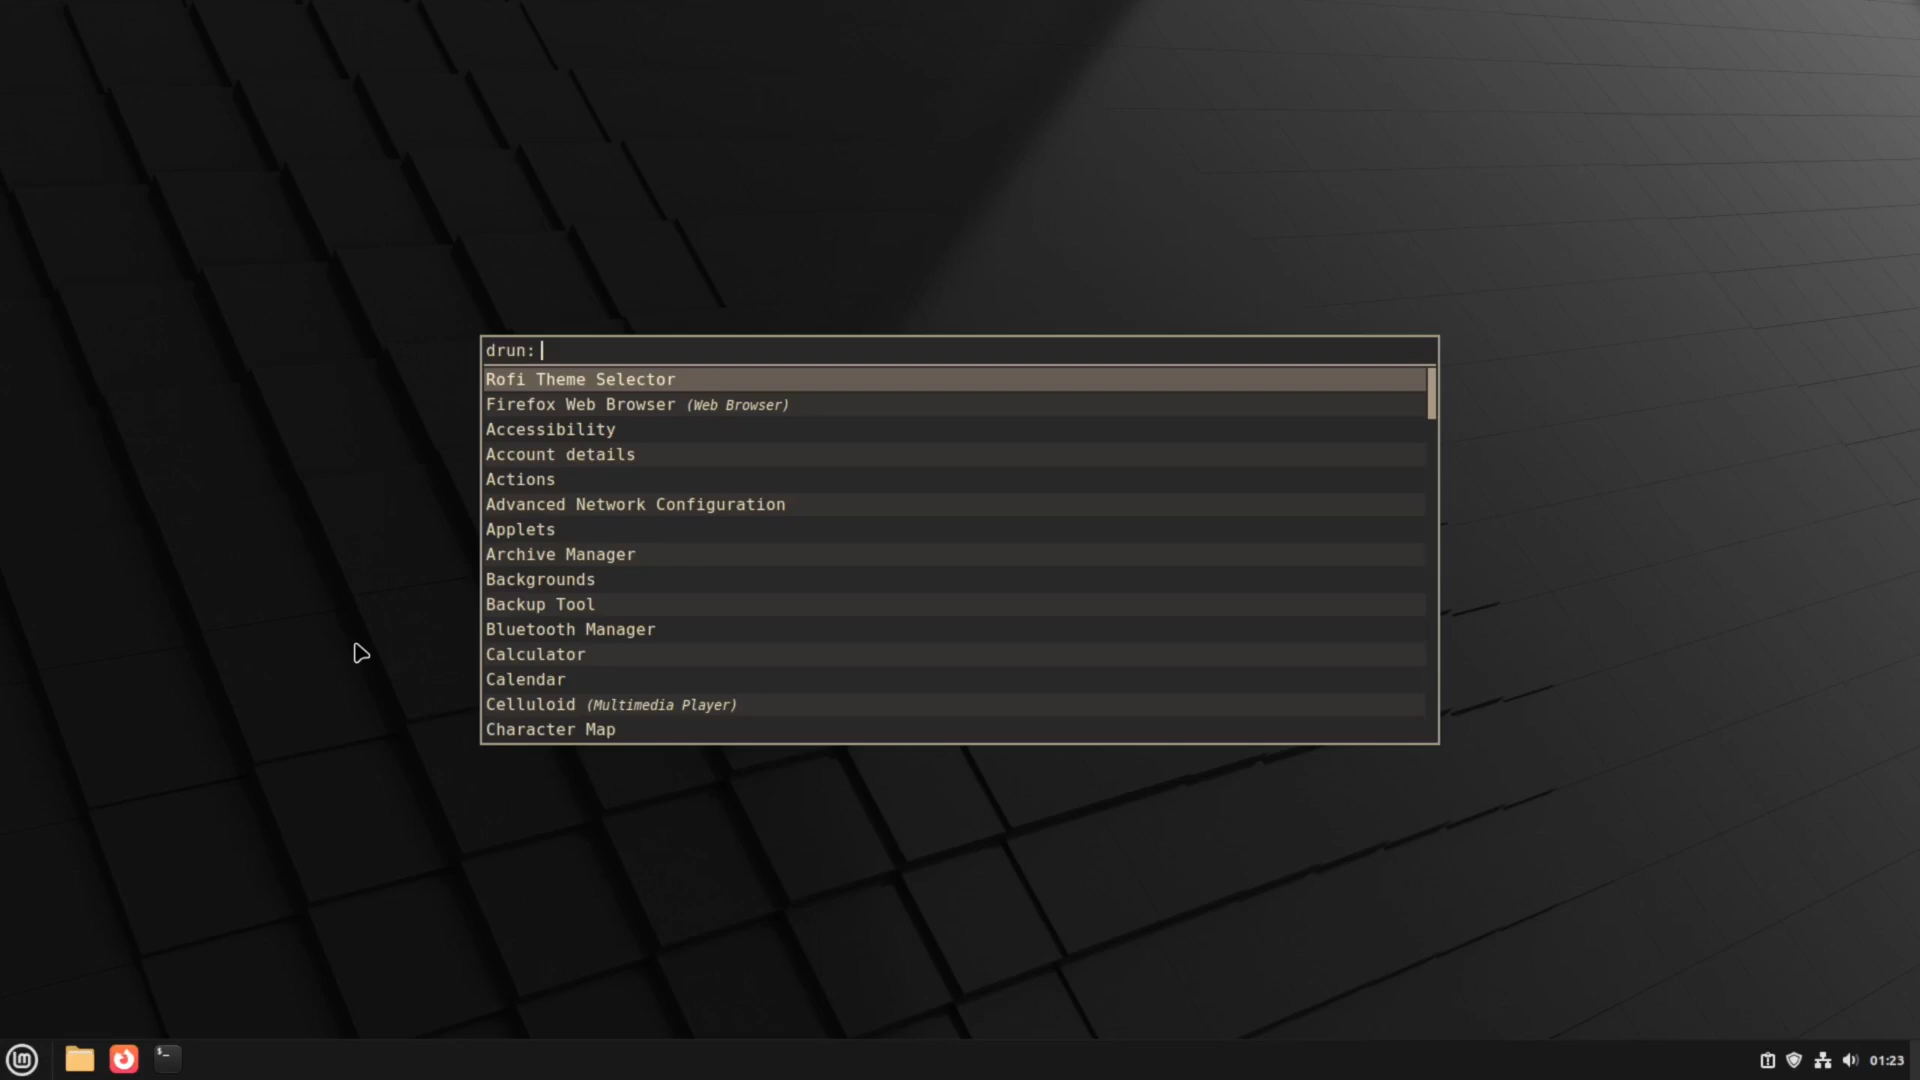 drun:
Rofi Theme Selector
Firefox Web Browser (Web Browser)
Accessibility
Account details
Actions
Advanced Network Configuration
Applets
Archive Manager
Backgrounds
Backup Tool
Bluetooth Manager
Calculator
Calendar
Celluloid (Multimedia Player)
Character Map
$_
01:23